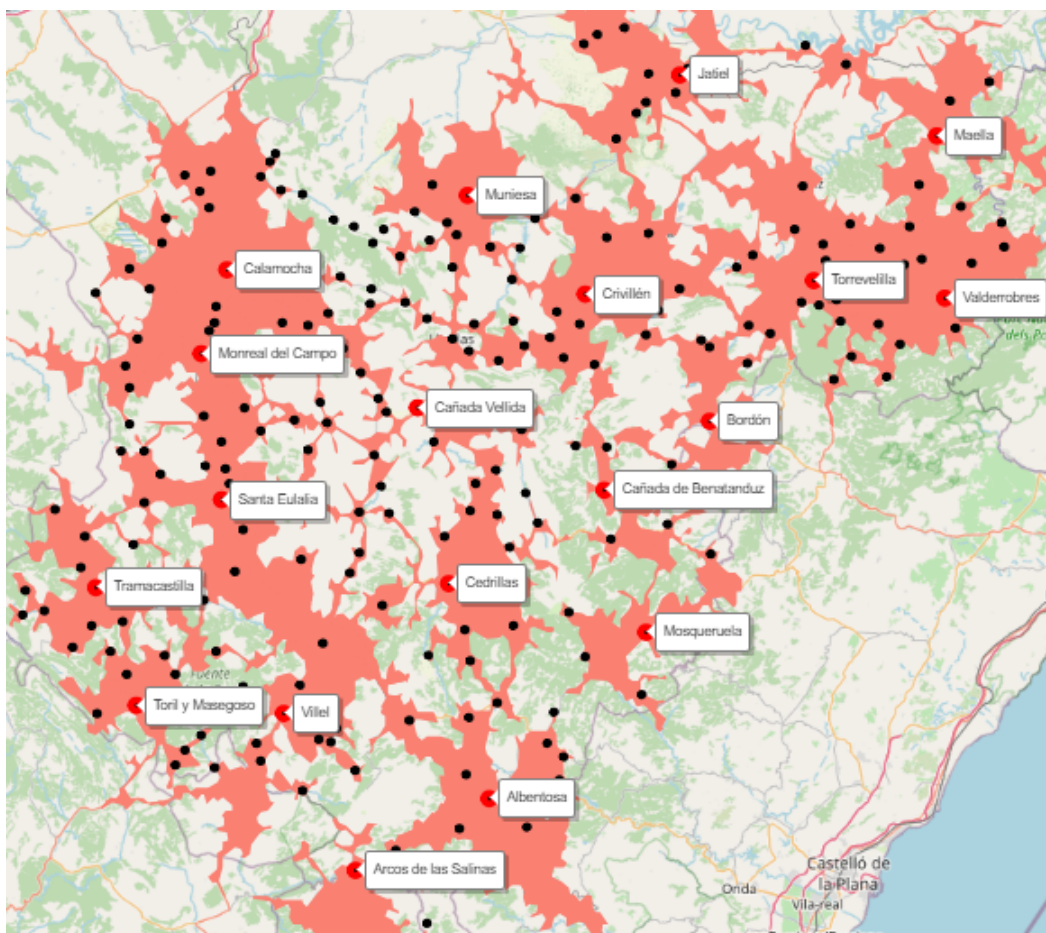 Jatiel
Maella
Muniesa
Calamocha
Crivillén
Torrevelilla
Valderrobres
Monreal del Campo
Cañada Vellida
Bordón
Cañada de Benatanduz
Santa Eulalia
Tramacastilla
Cedrillas
Mosqueruela
Fuente
Toril y Masegoso
Villel
Albentosa
Arcos de las Salinas
Castelló de
la Plana
Onda
Vila-real